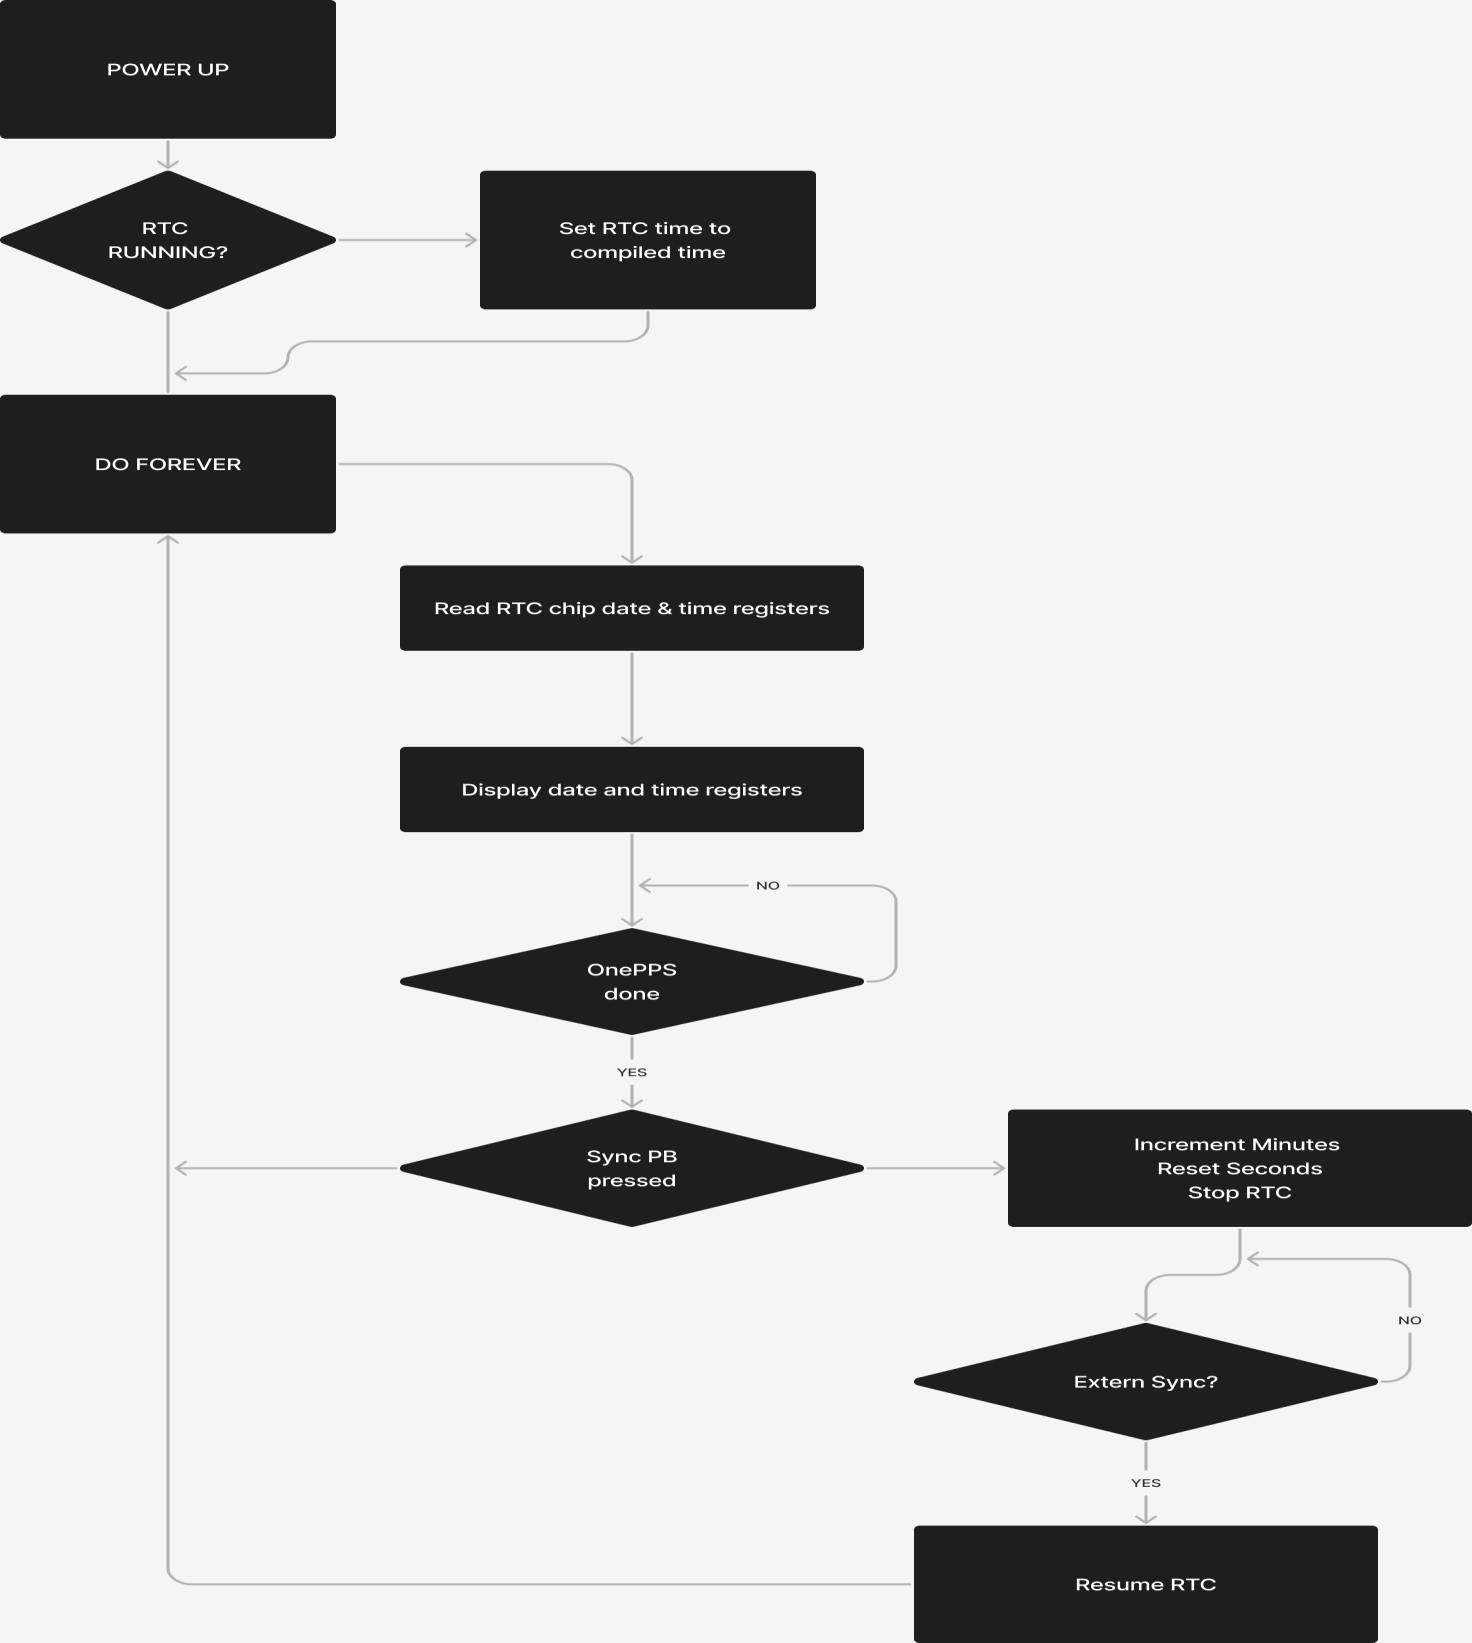 POWER UP
RTC
RUNNING?
Set RTC time to
compiled time
DO FOREVER
Read RTC chip date & time registers
Display date and time registers
NO
OnePPS
done
YES
Sync PB
pressed
Increment Minutes
Reset Seconds
Stop RTC
NO
Extern Sync?
YES
Resume RTC